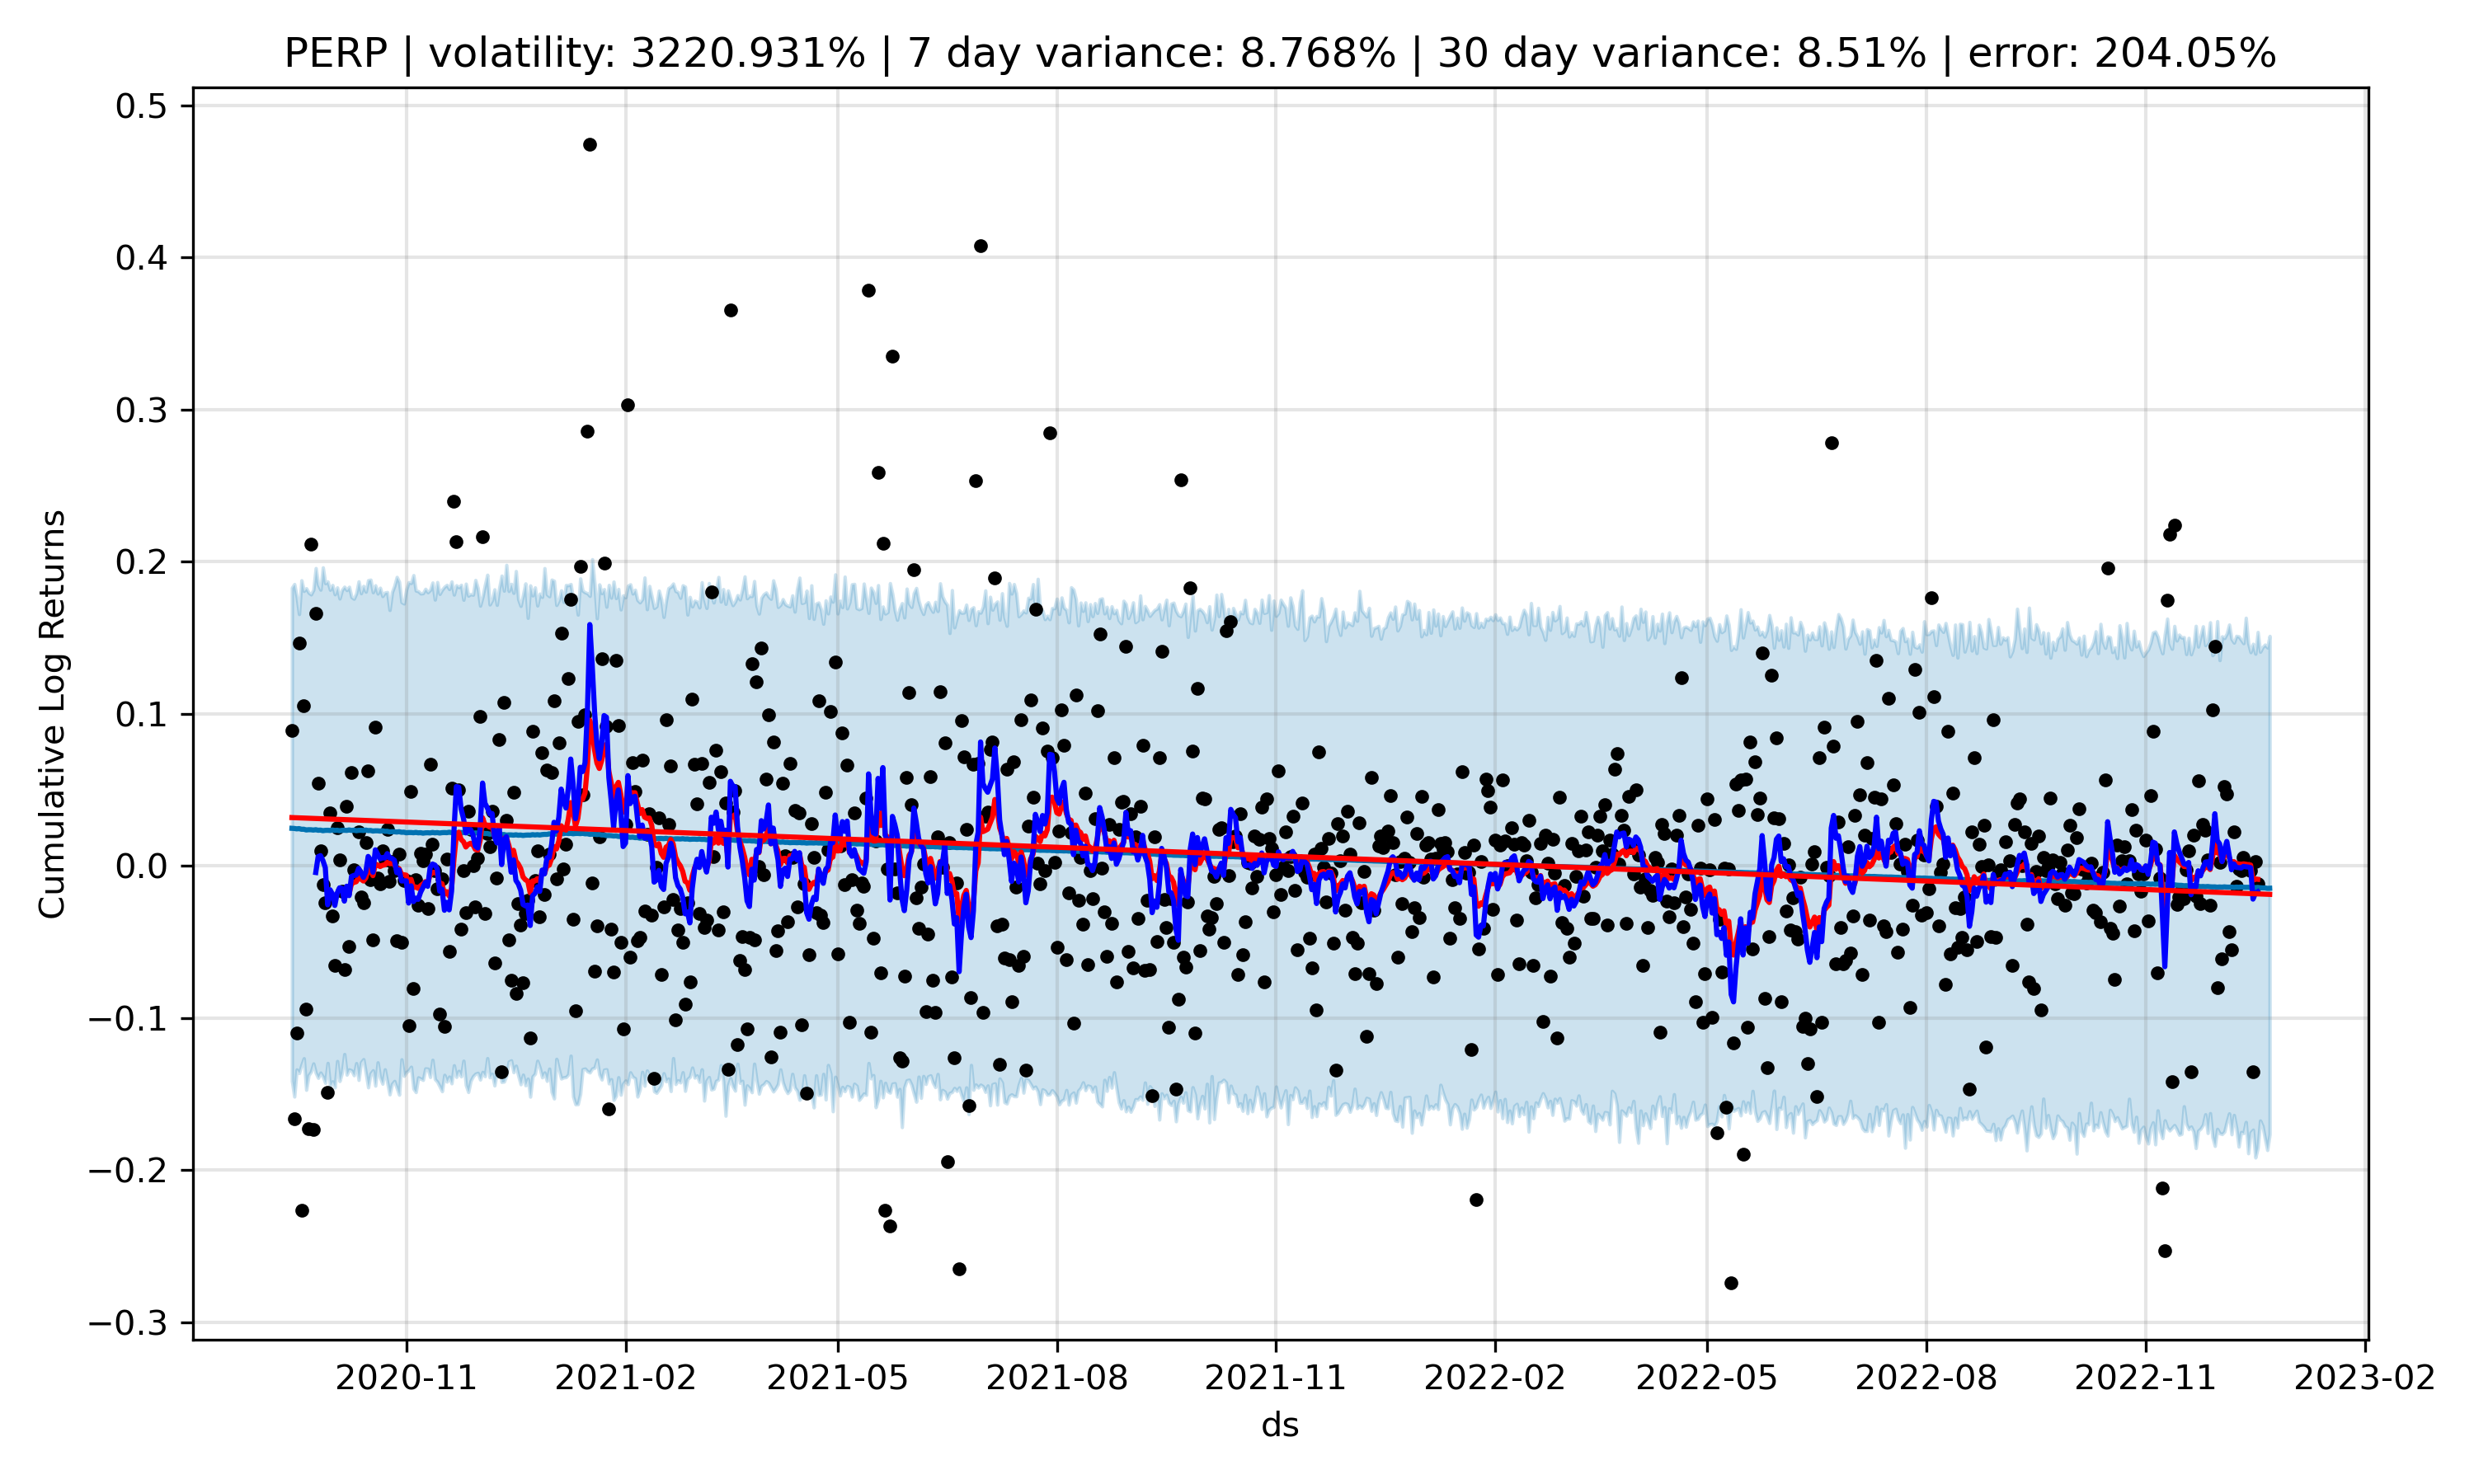 PERP | volatility: 3220.931% | 7 day variance: 8.768% | 30 day variance: 8.51% | error: 204.05%
0.5
0.4
0.3
0.2
0.1
0.0
−0.1
−0.2
−0.3
Cumulative Log Returns
2020-11 2021-02 2021-05 2021-08 2021-11 2022-02 2022-05 2022-08 2022-11 2023-02
ds